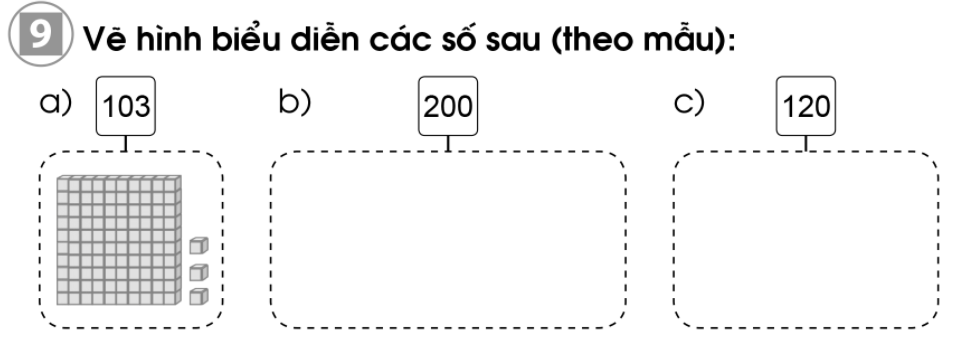 9 Vẽ hình biểu diễn các số sau (theo mẫu):
a) 103 b) 200 c) 120